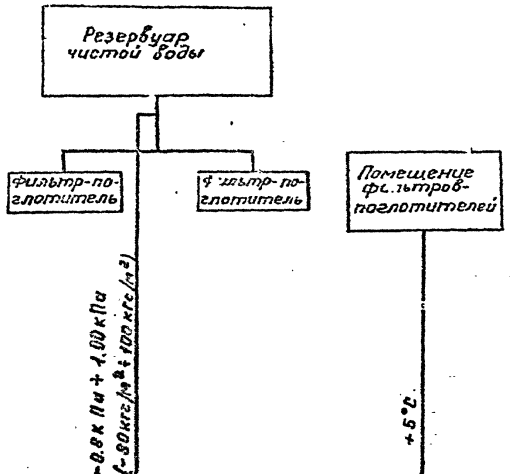 Резервуар
чистой воды
Фильтр-по-
глотитель
Ф ильтр-по-
глотитель
Помещение
фильтров-
поглотителей
-0.8 кПа ÷ 1.00 кПа
(-80 кгс/м² ÷ 100 кгс/м²)
+5°С